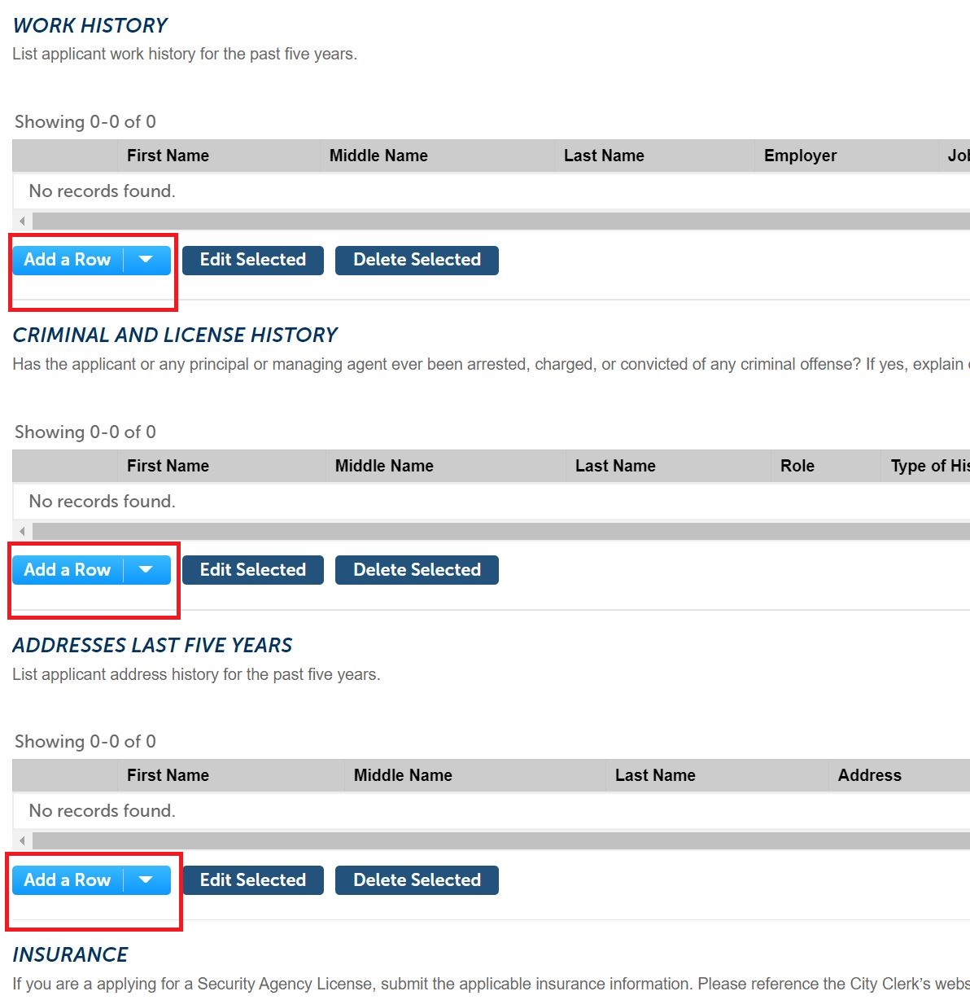 WORK HISTORY
List applicant work history for the past five years.
Showing 0-0 of 0
First Name Middle Name Last Name Employer
No records found.
Add a Row Edit Selected Delete Selected
CRIMINAL AND LICENSE HISTORY
Has the applicant or any principal or managing agent ever been arrested, charged, or convicted of any criminal offense? If yes, explain
Showing 0-0 of 0
First Name Middle Name Last Name Role Type of
No records found.
Add a Row Edit Selected Delete Selected
ADDRESSES LAST FIVE YEARS
List applicant address history for the past five years.
Showing 0-0 of 0
First Name Middle Name Last Name Address
No records found.
Add a Row Edit Selected Delete Selected
INSURANCE
If you are a applying for a Security Agency License, submit the applicable insurance information. Please reference the City Clerk's